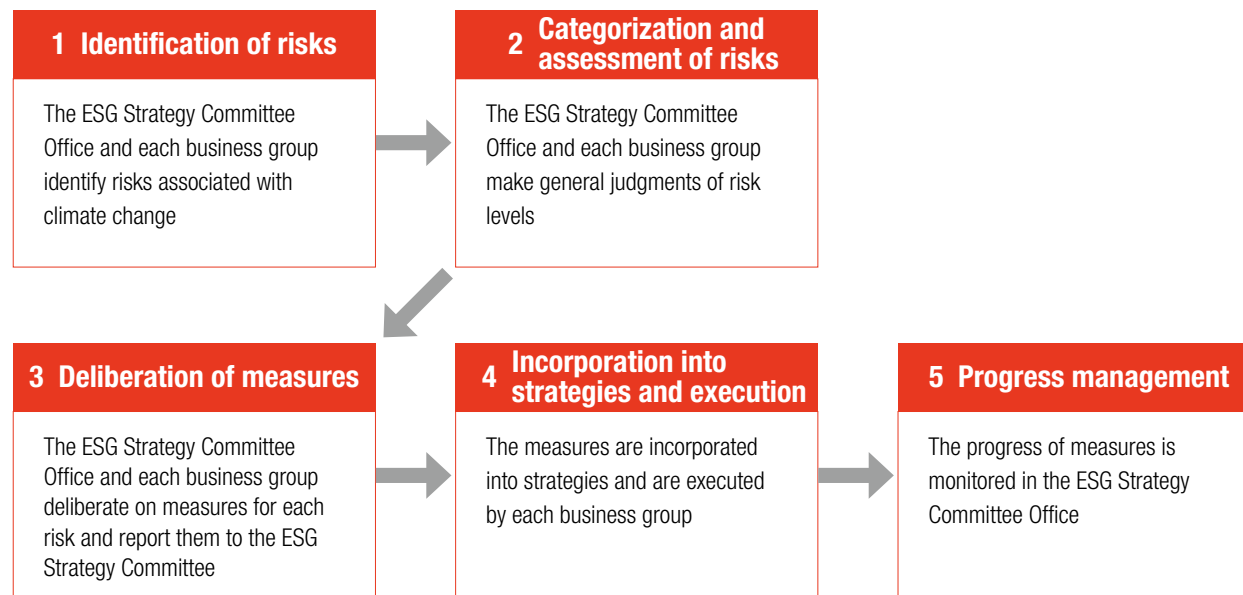 1 Identification of risks
The ESG Strategy Committee
Office and each business group
identify risks associated with
climate change
2 Categorization and
assessment of risks
The ESG Strategy Committee
Office and each business group
make general judgments of risk
levels
3 Deliberation of measures
The ESG Strategy Committee
Office and each business group
deliberate on measures for each
risk and report them to the ESG
Strategy Committee
4 Incorporation into
strategies and execution
The measures are incorporated
into strategies and are executed
by each business group
5 Progress management
The progress of measures is
monitored in the ESG Strategy
Committee Office